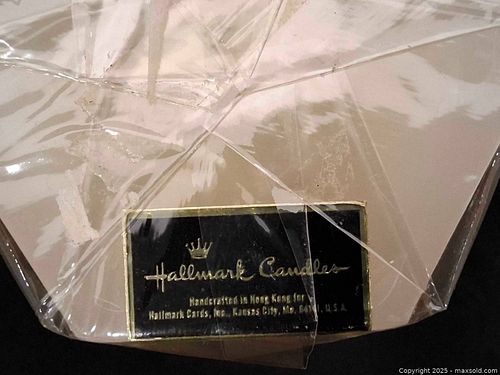 Hallmark Candles
Handcrafted in Hong Kong for
Hallmark Cards, Inc., Kansas City, Mo. U.S.A.
Copyright 2025 - maxsold.com